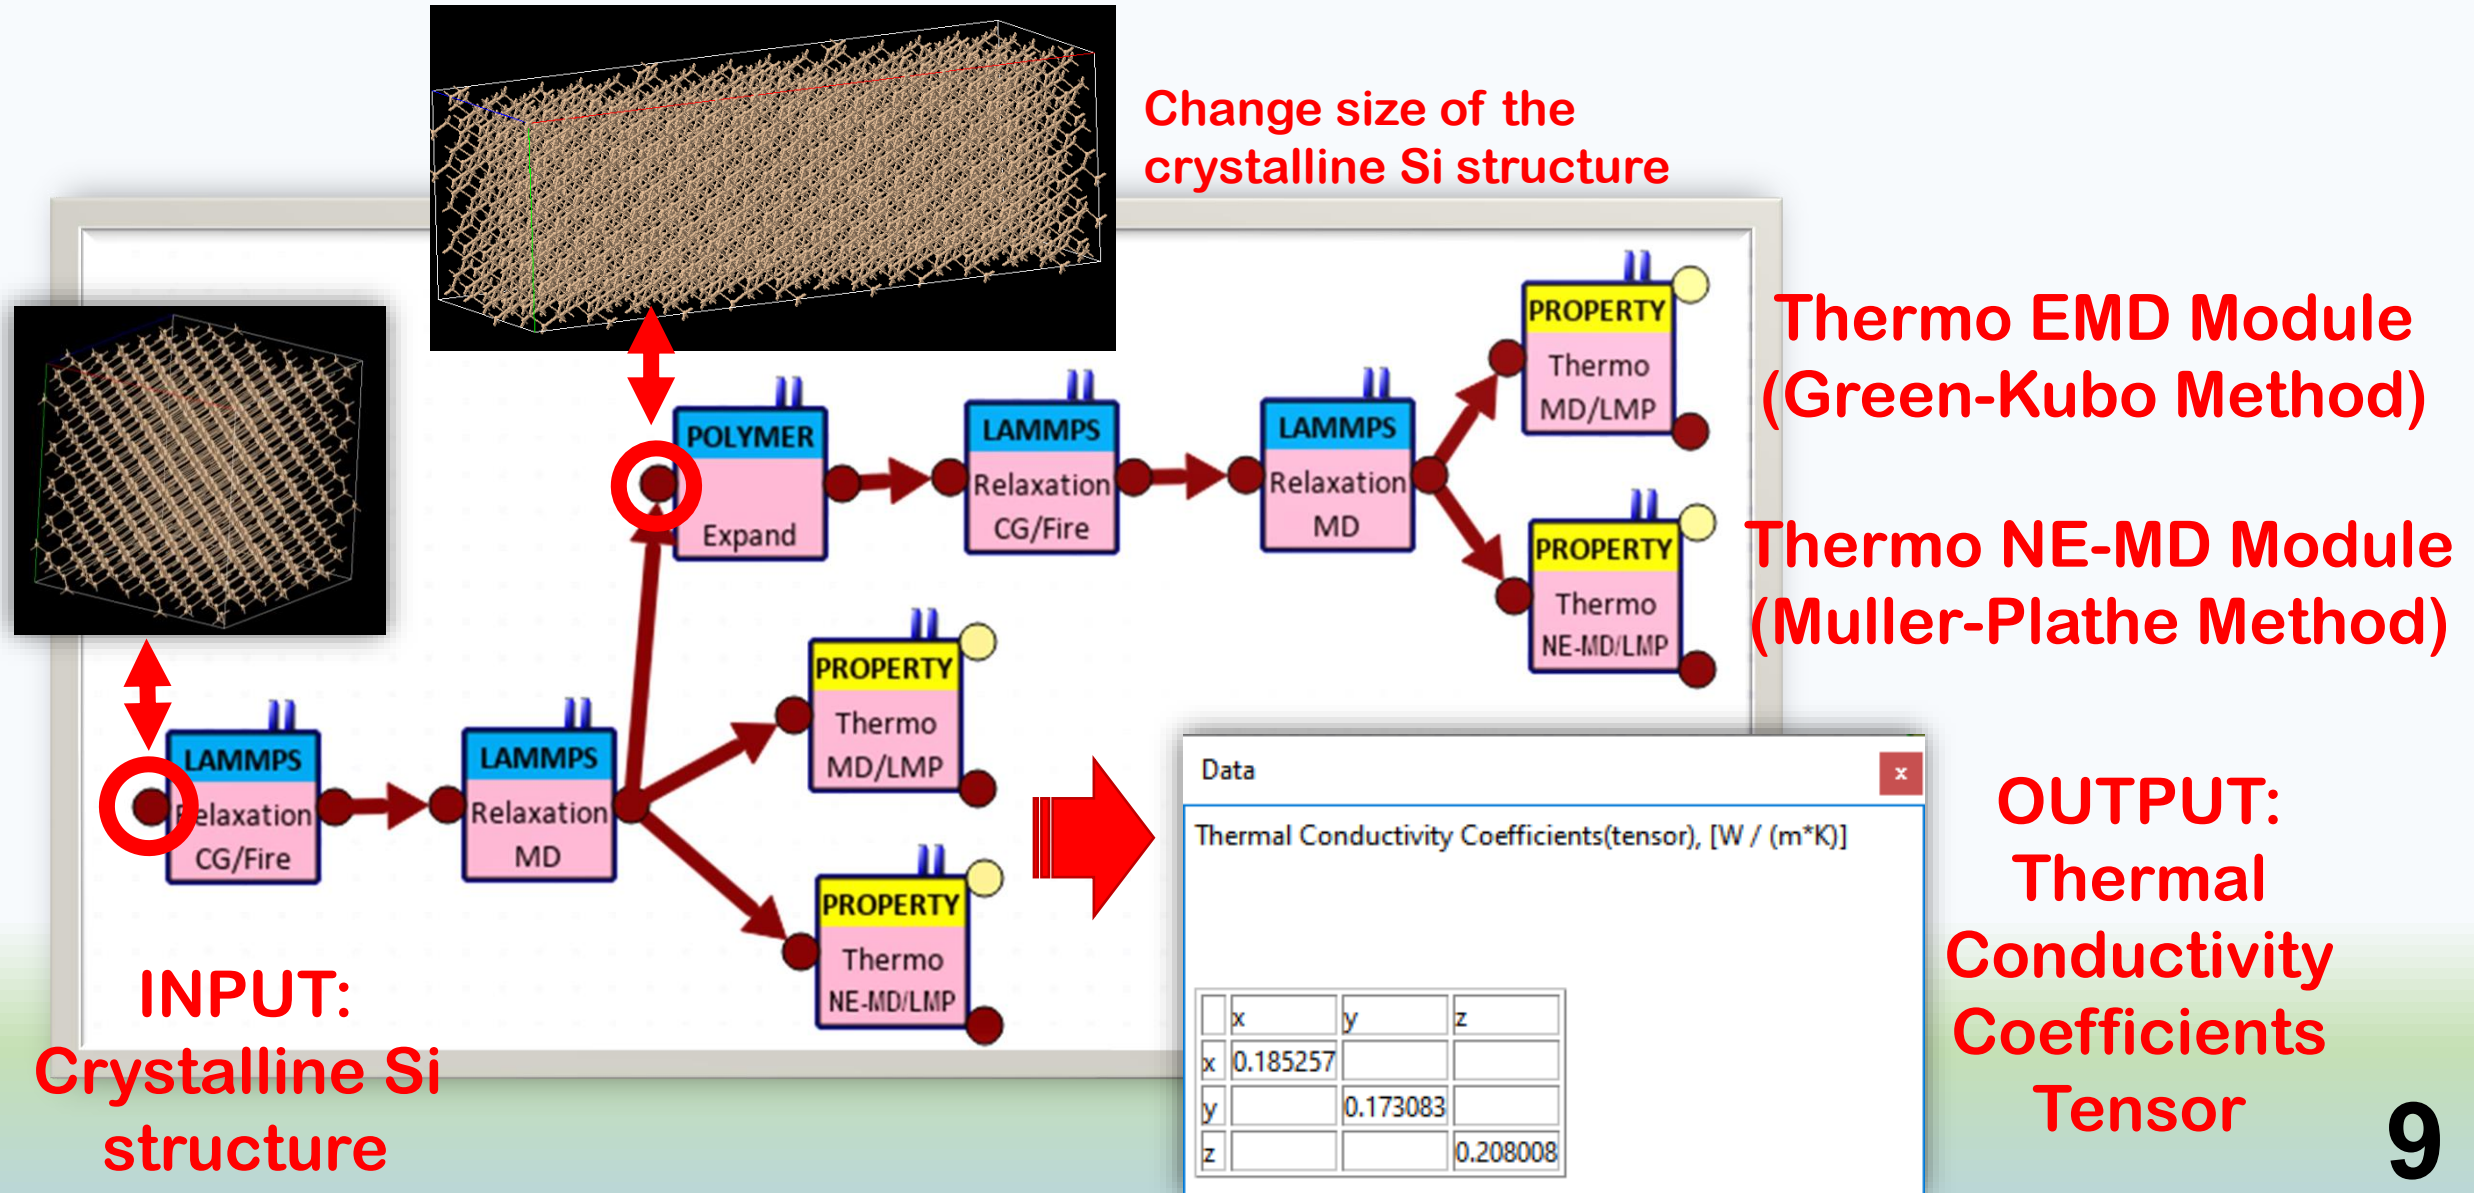 Change size of the
crystalline Si structure
PROPERTY
Thermo
MD/LMP
Thermo EMD Module
(Green-Kubo Method)
POLYMER
Expand
LAMMPS
Relaxation
CG/Fire
LAMMPS
Relaxation
MD
PROPERTY
Thermo
NE-MD/LMP
Thermo NE-MD Module
(Muller-Plathe Method)
LAMMPS
Relaxation
CG/Fire
LAMMPS
Relaxation
MD
PROPERTY
Thermo
MD/LMP
PROPERTY
Thermo
NE-MD/LMP
INPUT:
Crystalline Si
structure
Data
x
Thermal Conductivity Coefficients(tensor), [W / (m*K)]
x y z
x 0.185257
y 0.173083
z 0.208008
OUTPUT:
Thermal
Conductivity
Coefficients
Tensor
9